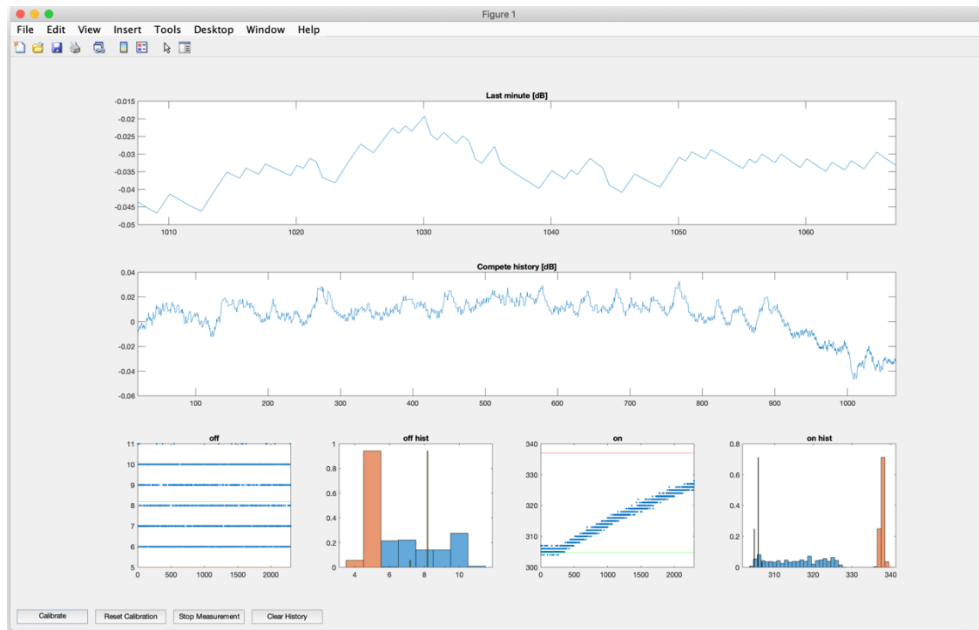 Figure 1
File Edit View Insert Tools Desktop Window Help
Last minute [dB]
-0.015
-0.02
-0.025
-0.03
-0.035
-0.04
-0.045
-0.05
1010 1020 1030 1040 1050 1060
Compete history [dB]
0.04
0.02
0
-0.02
-0.04
-0.06
100 200 300 400 500 600 700 800 900 1000
off
11
10
9
8
7
6
5
0 500 1000 1500 2000
off hist
1
0.8
0.6
0.4
0.2
0
4 6 8 10
on
340
330
320
310
300
0 500 1000 1500 2000
on hist
0.8
0.6
0.4
0.2
0
310 320 330 340
Calibrate Reset Calibration Stop Measurement Clear History